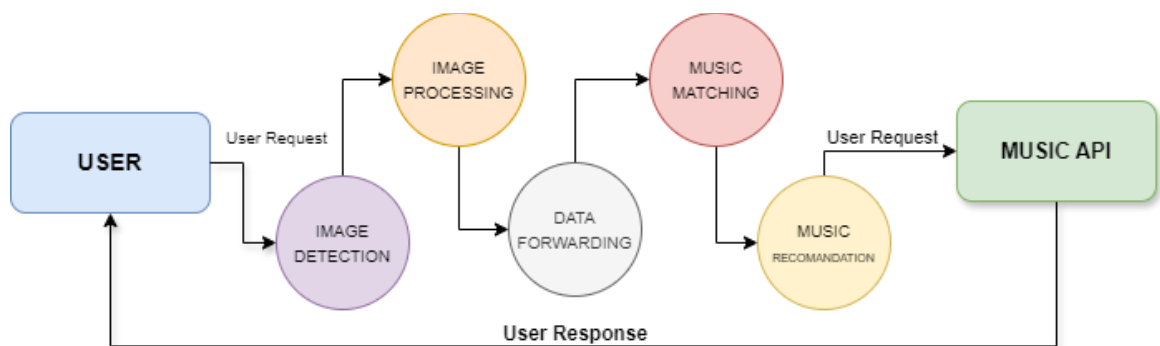 USER
User Request
IMAGE
DETECTION
IMAGE
PROCESSING
DATA
FORWARDING
MUSIC
MATCHING
MUSIC
RECOMANDATION
User Request
MUSIC API
User Response